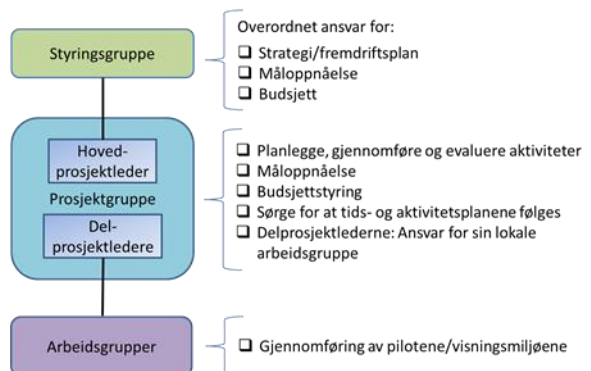 Styringsgruppe
Overordnet ansvar for:
❑ Strategi/fremdriftsplan
❑ Måloppnåelse
❑ Budsjett
Hoved-
prosjektleder
Prosjektgruppe
Del-
prosjektledere
❑ Planlegge, gjennomføre og evaluere aktiviteter
❑ Måloppnåelse
❑ Budsjettstyring
❑ Sørge for at tids- og aktivitetsplanene følges
❑ Delprosjektlederne: Ansvar for sin lokale
arbeidsgruppe
Arbeidsgrupper
❑ Gjennomføring av pilotene/visningsmiljøene